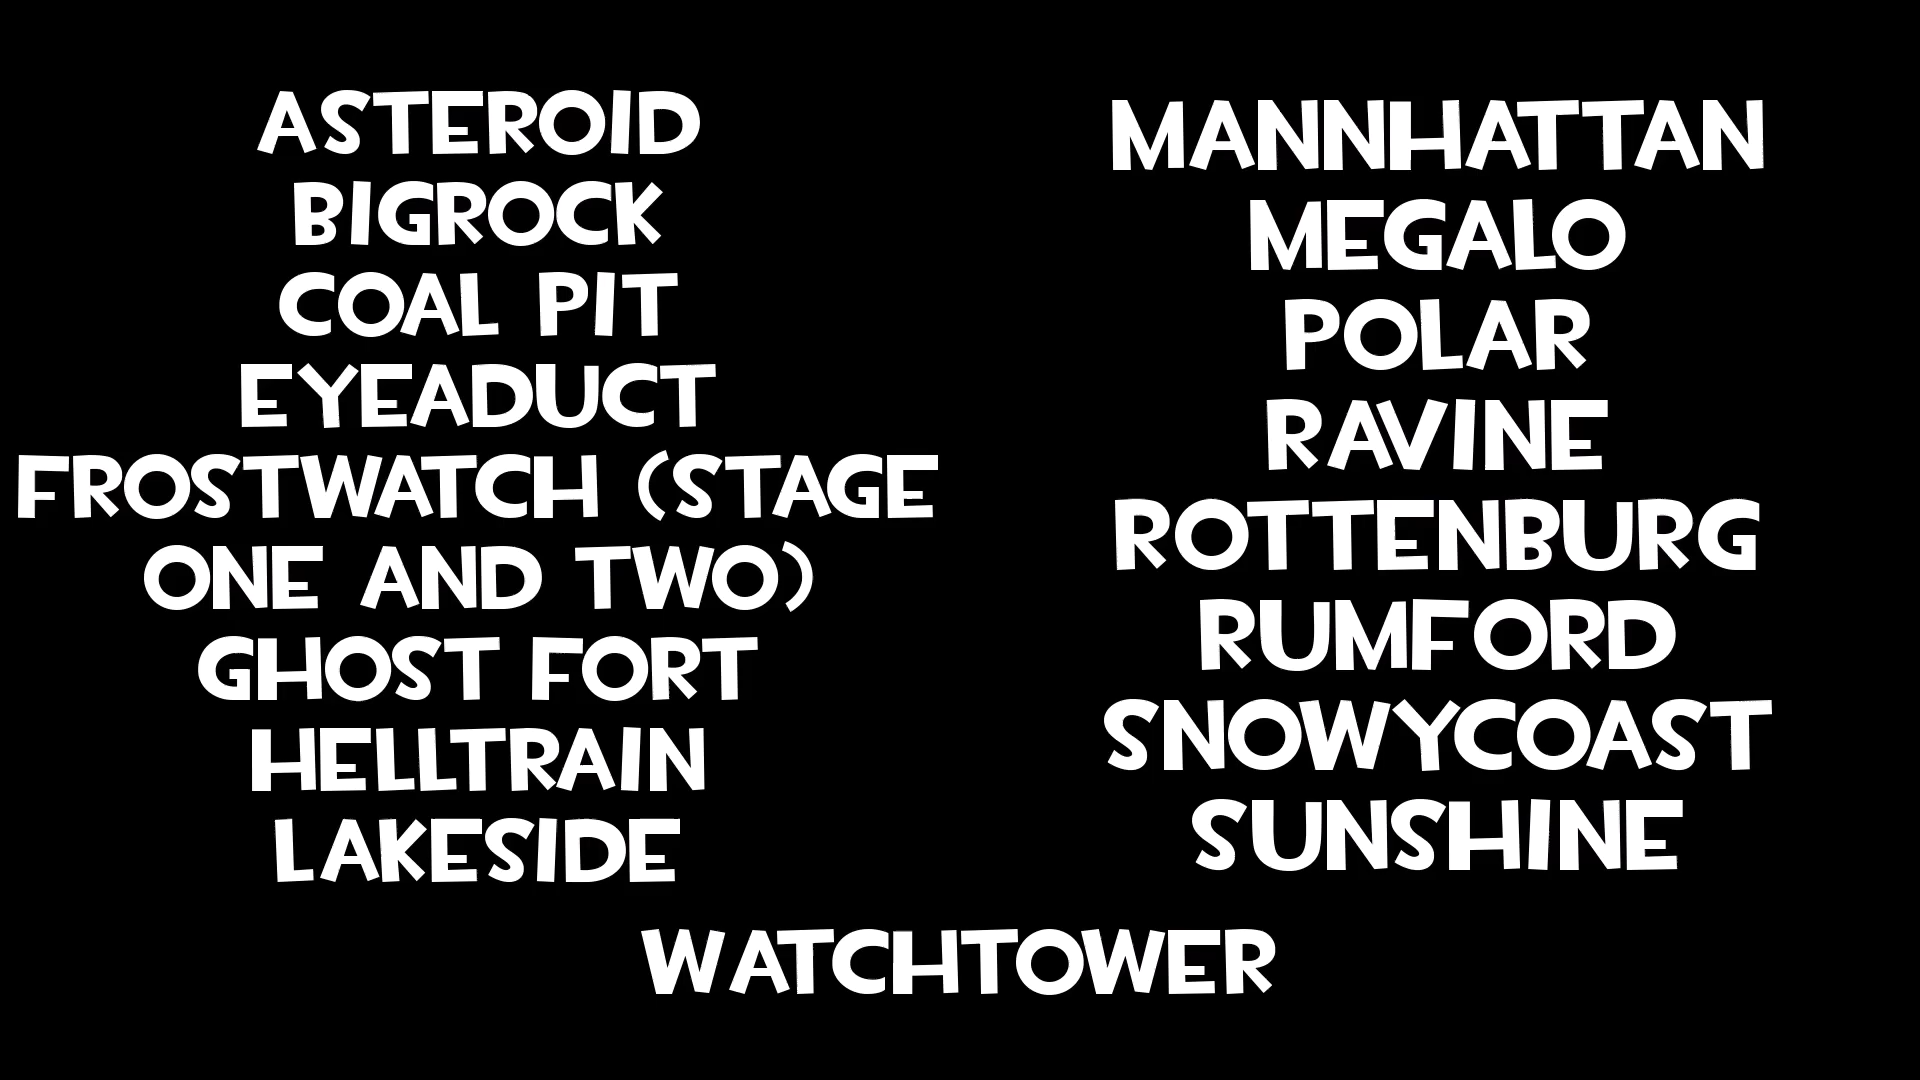 ASTEROID
BIGROCK
COAL PIT
EYEADUCT
FROSTWATCH (STAGE
ONE AND TWO)
GHOST FORT
HELLTRAIN
LAKESIDE
MANNHATTAN
MEGALO
POLAR
RAVINE
ROTTENBURG
RUMFORD
SNOWYCOAST
SUNSHINE
WATCHTOWER